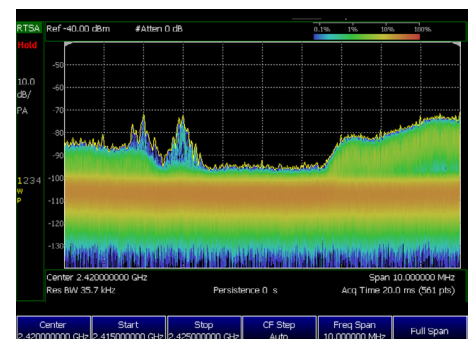 RTSA Ref -40.00 dBm #Atten 0 dB 0.1% 1% 10% 100%
Hold
10.0
dB/
PA
1234
W
P
-50
-60
-70
-80
-90
-100
-110
-120
-130
Center 2.420000000 GHz Span 10.000000 MHz
Res BW 35.7 kHz Persistence 0 s Acq Time 20.0 ms (561 pts)
Center Start Stop CF Step Freq Span Full Span
2.420000000 GHz 2.415000000 GHz 2.425000000 GHz Auto 10.000000 MHz